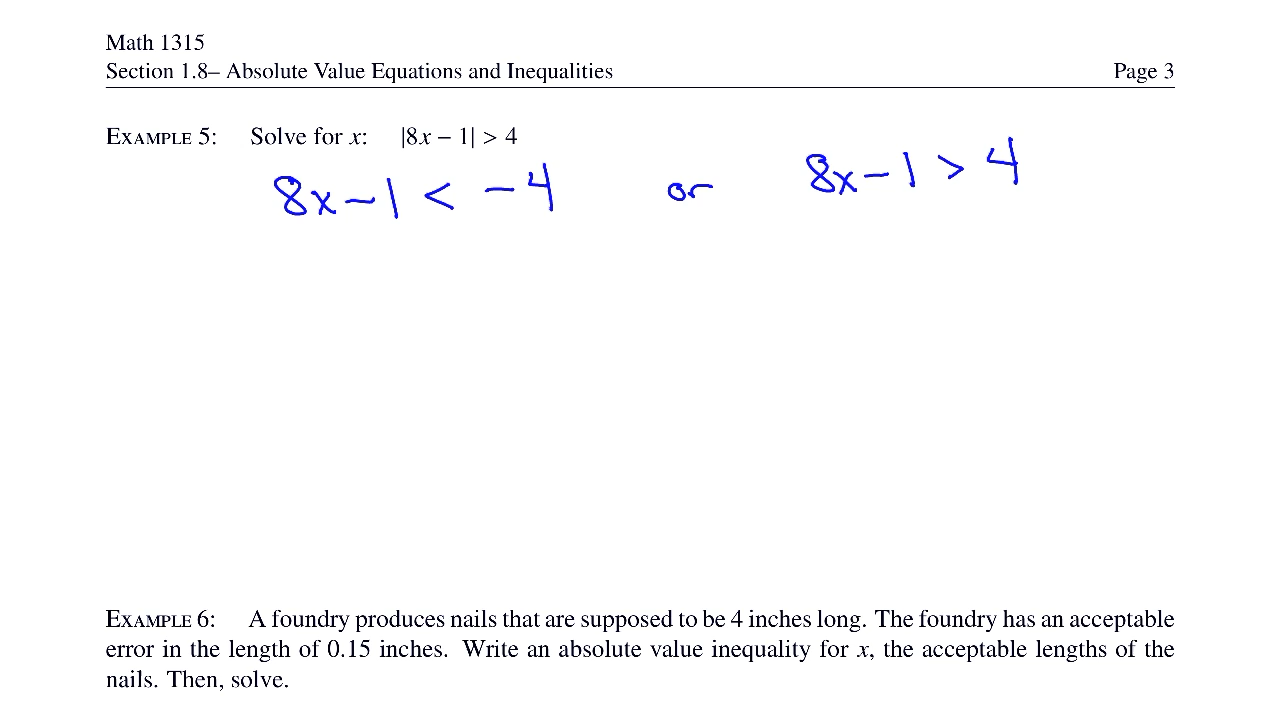 Math 1315
Section 1.8– Absolute Value Equations and Inequalities Page 3
Example 5: Solve for x: |8x − 1| > 4
8x − 1 < − 4 or 8x − 1 > 4
Example 6: A foundry produces nails that are supposed to be 4 inches long. The foundry has an acceptable
error in the length of 0.15 inches. Write an absolute value inequality for x, the acceptable lengths of the
nails. Then, solve.